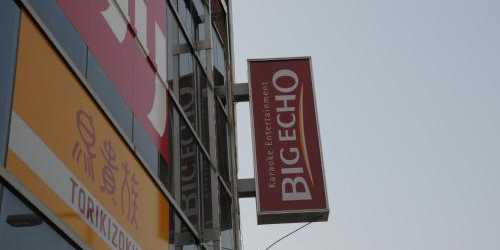 鳥貴族
TORIKIZOKU
Karaoke Entertainment
BIG ECHO
BIG ECHO